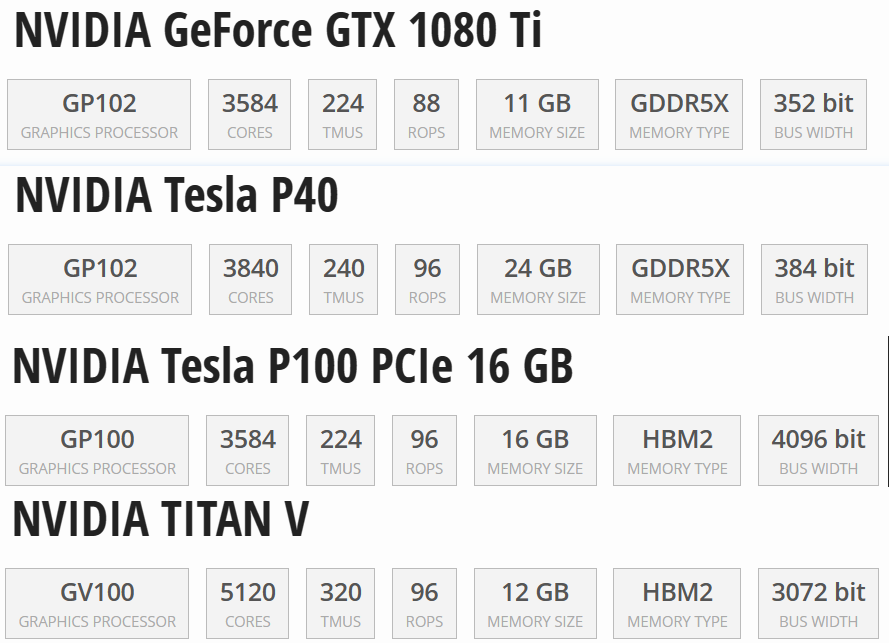 NVIDIA GeForce GTX 1080 Ti
GP102 3584 224 88 11 GB GDDR5X 352 bit
GRAPHICS PROCESSOR CORES TMUS ROPS MEMORY SIZE MEMORY TYPE BUS WIDTH
NVIDIA Tesla P40
GP102 3840 240 96 24 GB GDDR5X 384 bit
GRAPHICS PROCESSOR CORES TMUS ROPS MEMORY SIZE MEMORY TYPE BUS WIDTH
NVIDIA Tesla P100 PCIe 16 GB
GP100 3584 224 96 16 GB HBM2 4096 bit
GRAPHICS PROCESSOR CORES TMUS ROPS MEMORY SIZE MEMORY TYPE BUS WIDTH
NVIDIA TITAN V
GV100 5120 320 96 12 GB HBM2 3072 bit
GRAPHICS PROCESSOR CORES TMUS ROPS MEMORY SIZE MEMORY TYPE BUS WIDTH